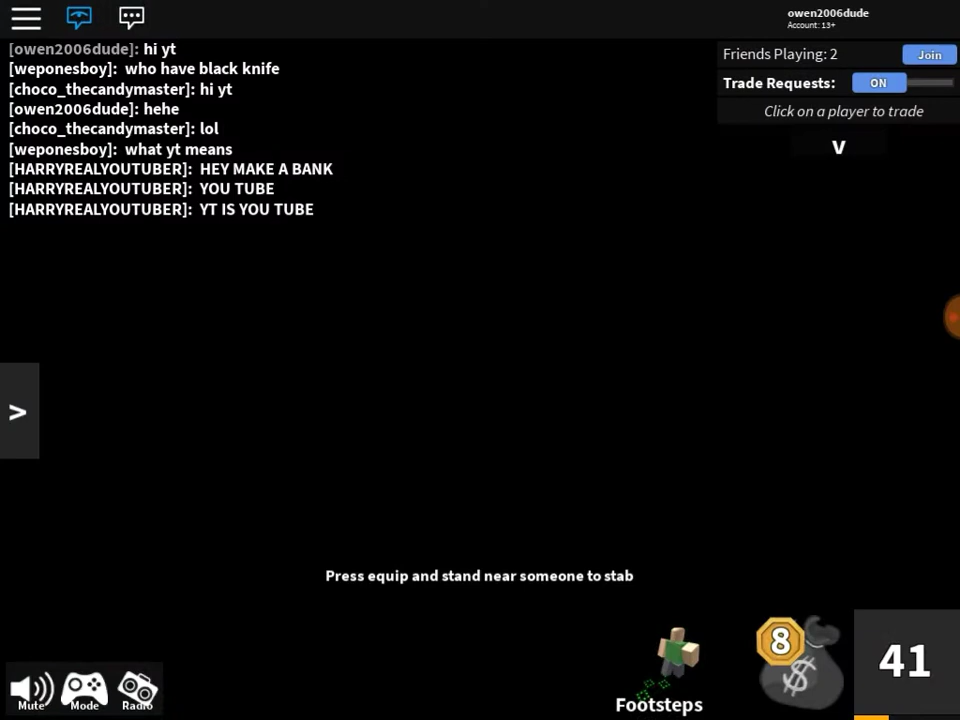 owen2006dude
Account: 13+
[owen2006dude]: hi yt
[weponesboy]: who have black knife
[choco_thecandymaster]: hi yt
[owen2006dude]: hehe
[choco_thecandymaster]: lol
[weponesboy]: what yt means
[HARRYREALYOUTUBER]: HEY MAKE A BANK
[HARRYREALYOUTUBER]: YOU TUBE
[HARRYREALYOUTUBER]: YT IS YOU TUBE
Friends Playing: 2 Join
Trade Requests: ON
Click on a player to trade
v
>
Press equip and stand near someone to stab
Mute Mode Radio
Footsteps
8
$
41